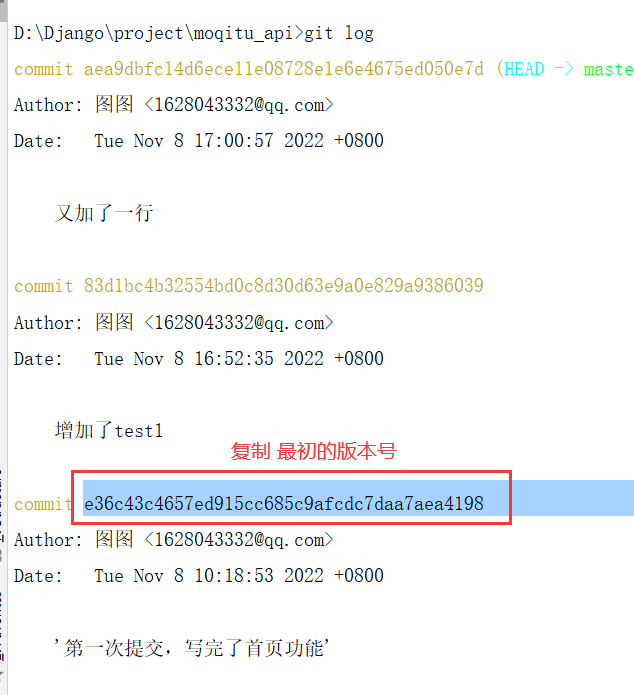 D:\Django\project\moqitu_api>git log
commit aea9dbfc14d6ece11e08728e1e6e4675ed050e7d (HEAD -> maste
Author: 图图 <1628043332@qq.com>
Date:   Tue Nov 8 17:00:57 2022 +0800
又加了一行
commit 83d1bc4b32554bd0c8d30d63e9a0e829a9386039
Author: 图图 <1628043332@qq.com>
Date:   Tue Nov 8 16:52:35 2022 +0800
增加了test1
复制 最初的版本号
commit e36c43c4657ed915cc685c9afcdc7daa7aea4198
Author: 图图 <1628043332@qq.com>
Date:   Tue Nov 8 10:18:53 2022 +0800
'第一次提交，写完了首页功能'